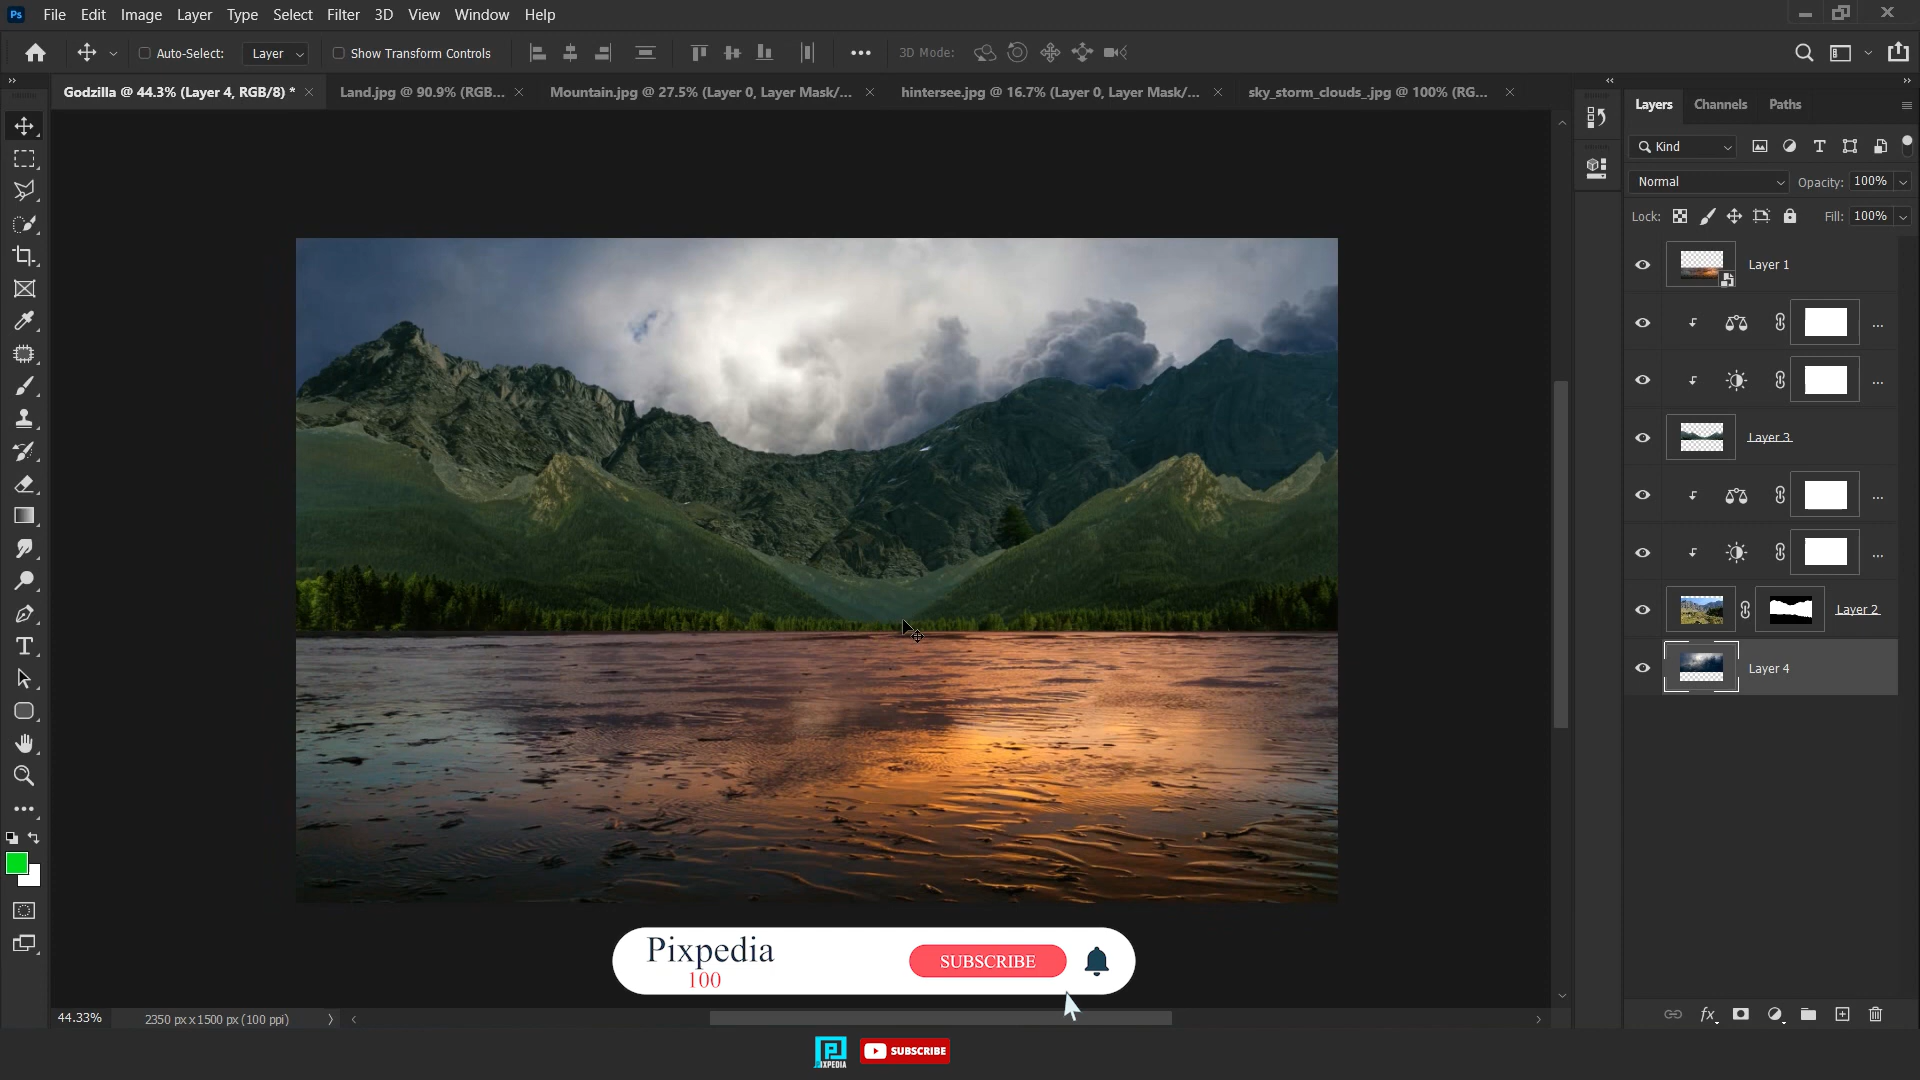 Ps File Edit Image Layer Type Select Filter 3D View Window Help
Auto-Select: Layer Show Transform Controls 3D Mode:
Godzilla @ 44.3% (Layer 4, RGB/8) * Land.jpg @ 90.9% (RGB... Mountain.jpg @ 27.5% (Layer 0, Layer Mask/... hintersee.jpg @ 16.7% (Layer 0, Layer Mask/... sky_storm_clouds_.jpg @ 100% (RG...
Layers Channels Paths
Kind
Normal Opacity: 100%
Lock: Fill: 100%
Layer 1
...
...
Layer 3
...
...
Layer 2
Layer 4
Pixpedia
100
SUBSCRIBE
44.33% 2350 px x 1500 px (100 ppi)
PIXPEDIA
SUBSCRIBE